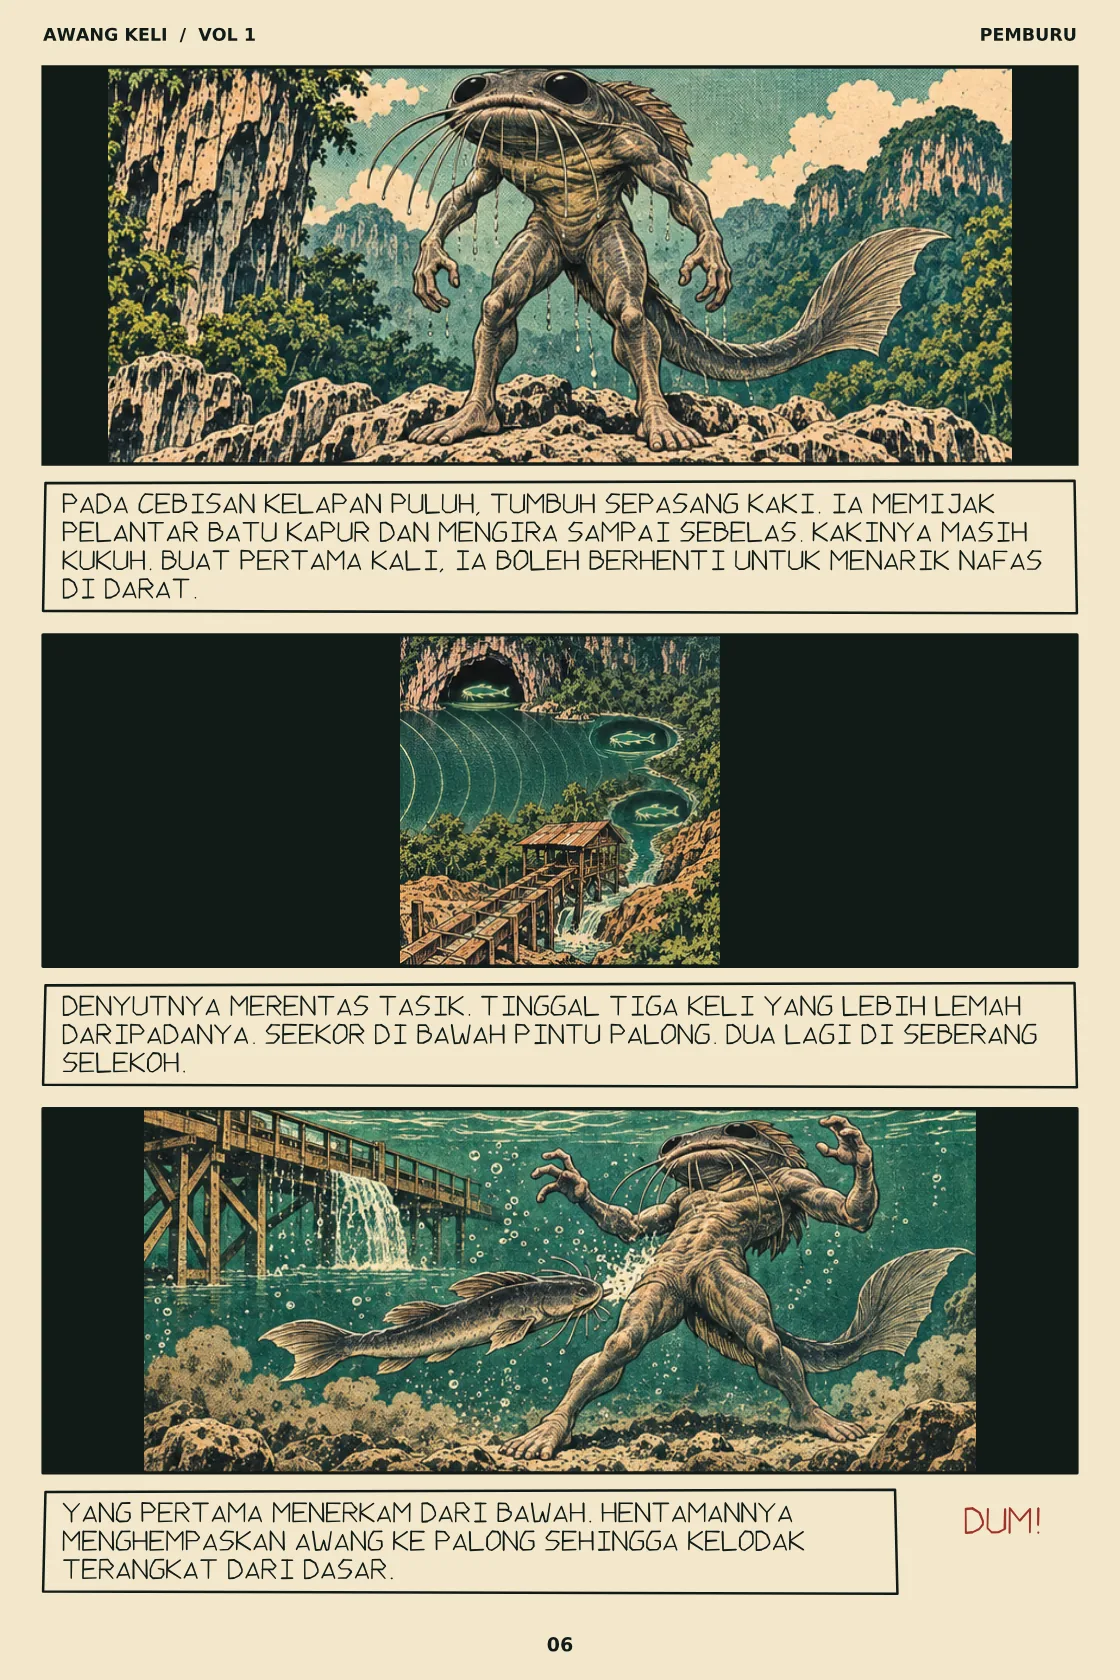 AWANG KELI / VOL 1
PEMBURU
PADA CEBISAN KELAPAN PULUH, TUMBUH SEPASANG KAKI. IA MEMIJAK
PELANTAR BATU KAPUR DAN MENGIRA SAMPAI SEBELAS. KAKINYA MASIH
KUKUH. BUAT PERTAMA KALI, IA BOLEH BERHENTI UNTUK MENARIK NAFAS
DI DARAT.
DENYUTNYA MERENTAS TASIK. TINGGAL TIGA KELI YANG LEBIH LEMAH
DARIPADANYA. SEEKOR DI BAWAH PINTU PALONG. DUA LAGI DI SEBERANG
SELEKOH.
YANG PERTAMA MENERKAM DARI BAWAH. HENTAMANNYA
MENGHEMPASKAN AWANG KE PALONG SEHINGGA KELODAK
TERANGKAT DARI DASAR.
DUM!
06